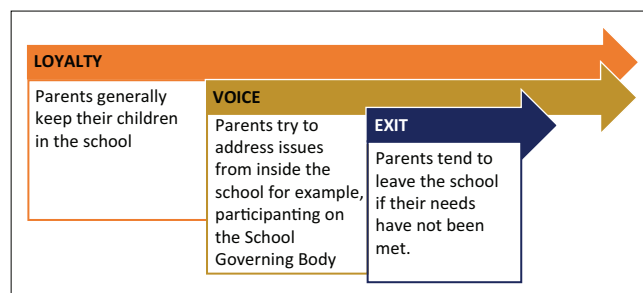 LOYALTY
Parents generally
keep their children
in the school
VOICE
Parents try to
address issues
from inside the
school for example,
participanting on
the School
Governing Body
EXIT
Parents tend to
leave the school
if their needs
have not been
met.